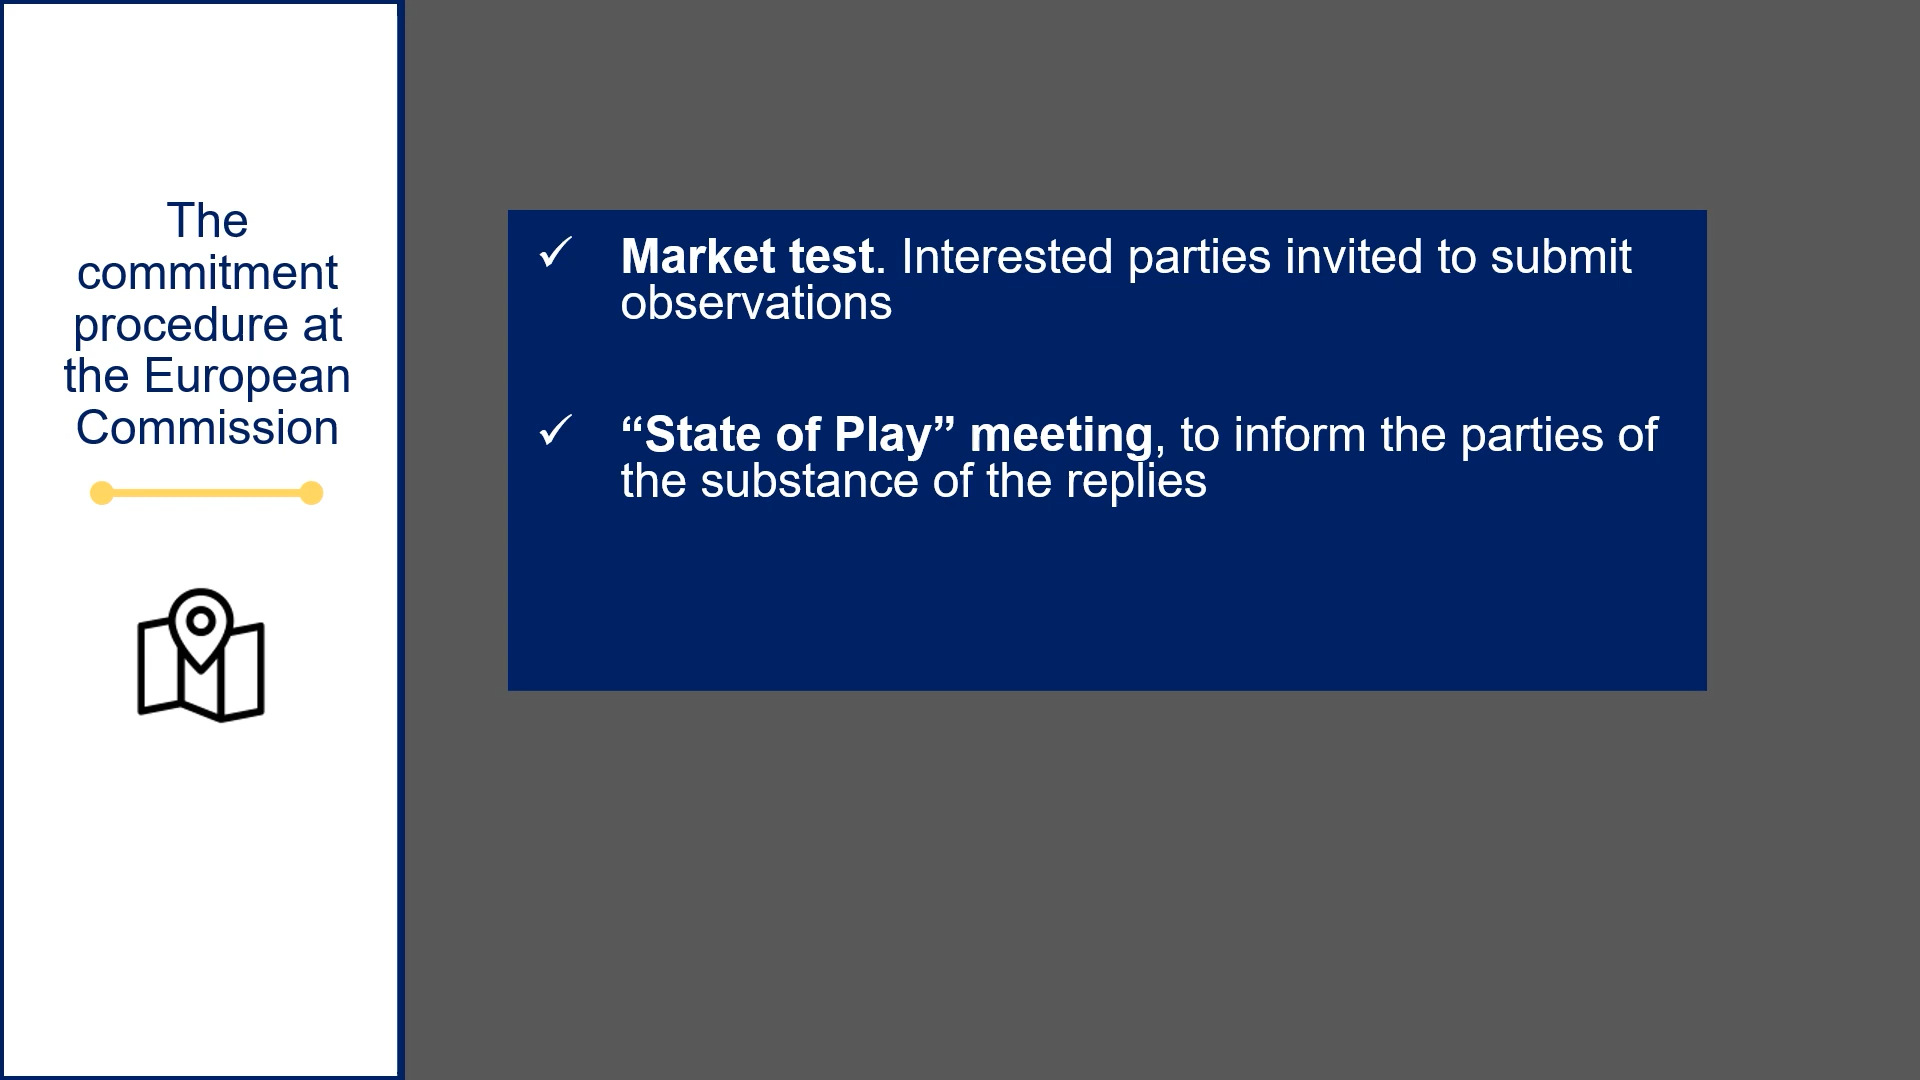 The
commitment
procedure at
the European
Commission
✓ Market test. Interested parties invited to submit
observations
✓ “State of Play” meeting, to inform the parties of
the substance of the replies